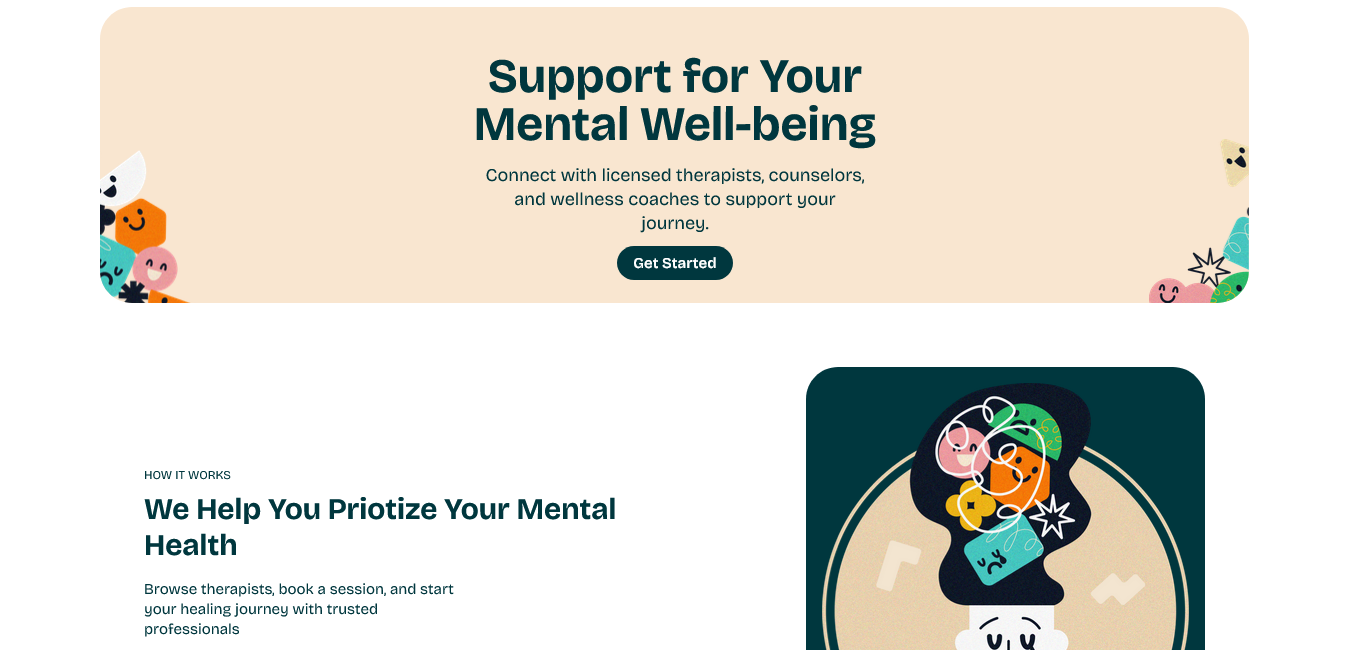 Support for Your
Mental Well-being
Connect with licensed therapists, counselors,
and wellness coaches to support your
journey.
Get Started
HOW IT WORKS
We Help You Priotize Your Mental
Health
Browse therapists, book a session, and start
your healing journey with trusted
professionals